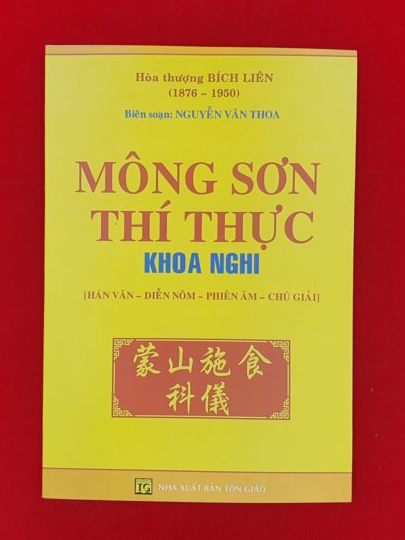 Hòa thượng BÍCH LIÊN
(1876 – 1950)
Biên soạn: NGUYỄN VĂN THOA
MÔNG SƠN
THÍ THỰC
KHOA NGHI
[HÁN VĂN – DIỄN NÔM – PHIÊN ÂM – CHÚ GIẢI]
蒙山施食
科儀
TG
NHÀ XUẤT BẢN TÔN GIÁO